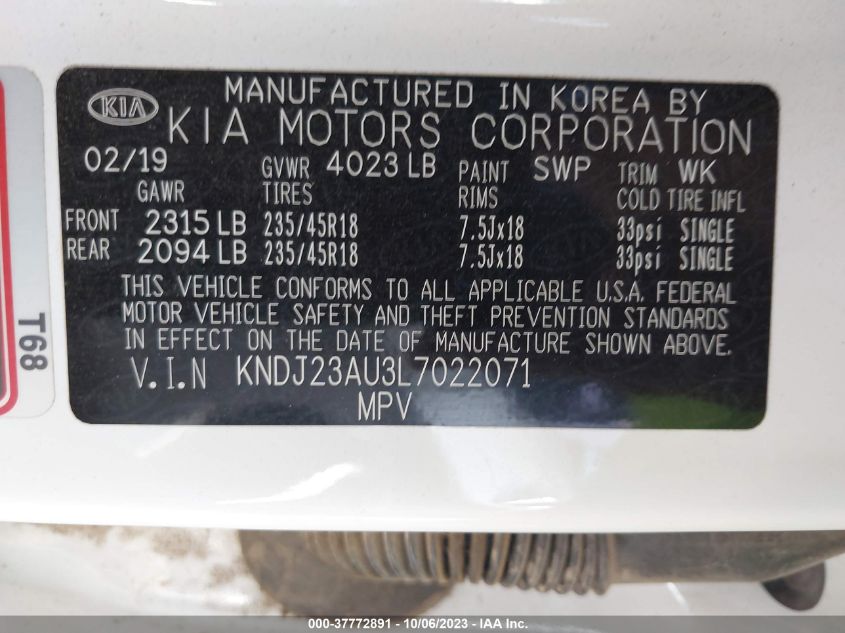 MANUFACTURED IN KOREA BY
KIA KIA MOTORS CORPORATION
02/19 GVWR 4023 LB PAINT SWP TRIM WK
GAWR TIRES RIMS COLD TIRE INFL
FRONT 2315 LB 235/45R18 7.5Jx18 33psi SINGLE
REAR 2094 LB 235/45R18 7.5Jx18 33psi SINGLE
THIS VEHICLE CONFORMS TO ALL APPLICABLE U.S.A. FEDERAL
MOTOR VEHICLE SAFETY AND THEFT PREVENTION STANDARDS
IN EFFECT ON THE DATE OF MANUFACTURE SHOWN ABOVE.
V.I.N KNDJ23AU3L7022071
MPV
T68
© 000-37772891 - 10/06/2023 - IAA Inc.